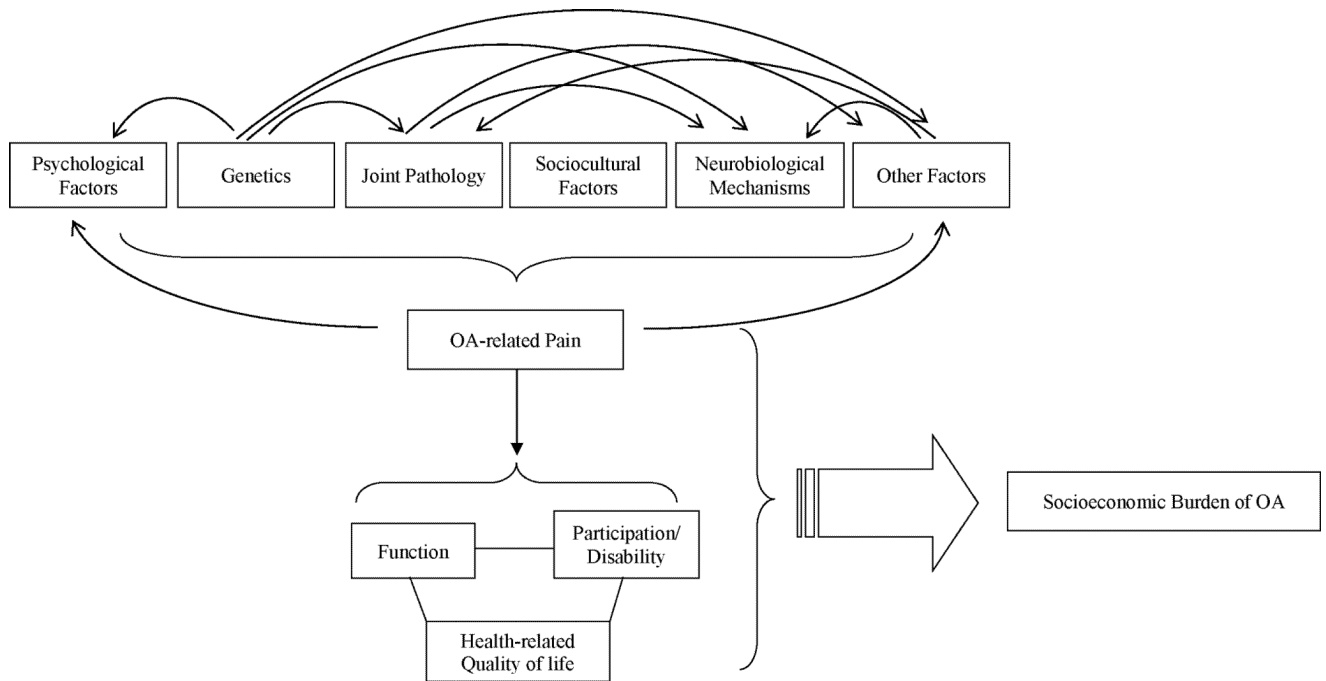 Psychological
Factors
Genetics
Joint Pathology
Sociocultural
Factors
Neurobiological
Mechanisms
Other Factors
OA-related Pain
Function
Participation/
Disability
Health-related
Quality of life
Socioeconomic Burden of OA